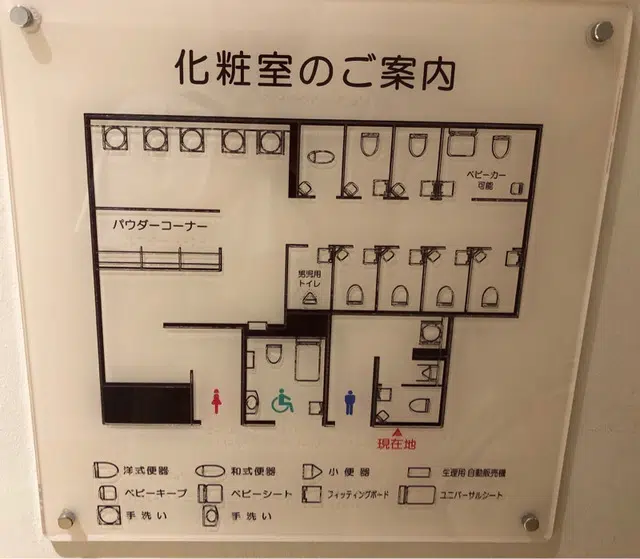 化粧室のご案内
ベビーカー
可能
パウダーコーナー
男児用
トイレ
現在地
洋式便器 和式便器 小便器 生理用自動販売機
ベビーキープ ベビーシート フィッティングボード ユニバーサルシート
手洗い 手洗い